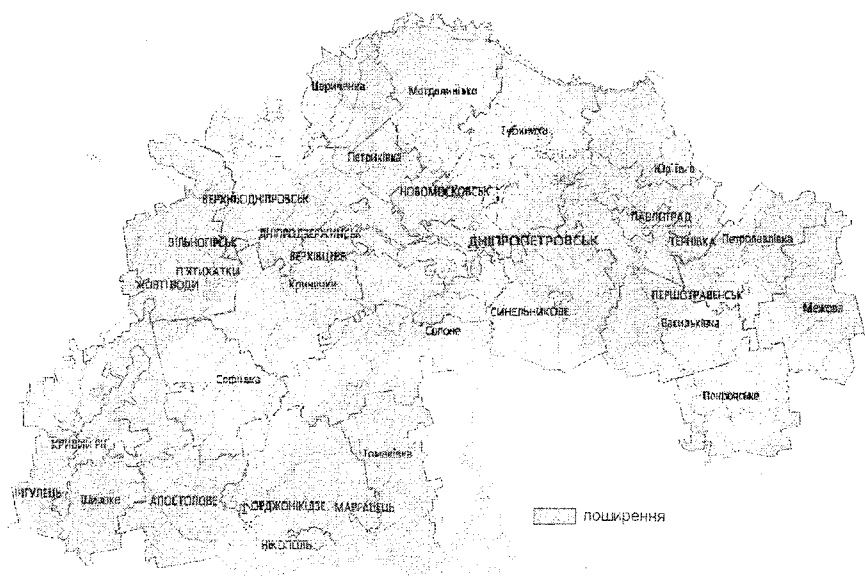 Царичанка
Магдалинівка
Губиниха
Петриківка
Юр'ївка
НОВОМОСКОВСЬК
ВЕРХНЬОДНІПРОВСЬК
ПАВЛОГРАД
ДНІПРОДЗЕРЖИНСЬК
ДНІПРОПЕТРОВСЬК
ТЕРНІВКА
Петропавлівка
ВІЛЬНОГІРСЬК
ВЕРХІВЦЕВЕ
П'ЯТИХАТКИ
ЖОВТІ ВОДИ
Кринички
ПЕРШОТРАВЕНСЬК
СИНЕЛЬНИКОВЕ
Межова
Солоне
Васильківка
Софіївка
Покровське
КРИВИЙ РІГ
Томаківка
ІНГУЛЕЦЬ
Широке
АПОСТОЛОВЕ
ОРДЖОНІКІДЗЕ
МАРГАНЕЦЬ
поширення
НІКОПОЛЬ